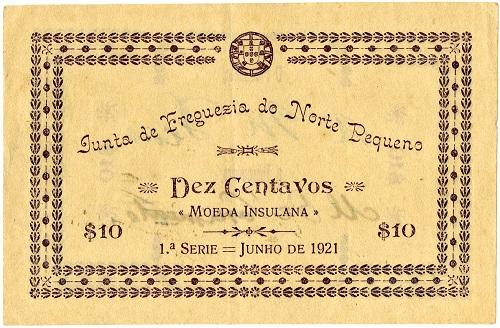 Junta de Freguezia do Norte Pequeno
Dez Centavos
« MOEDA INSULANA »
$10 $10
1.ª SERIE = JUNHO DE 1921